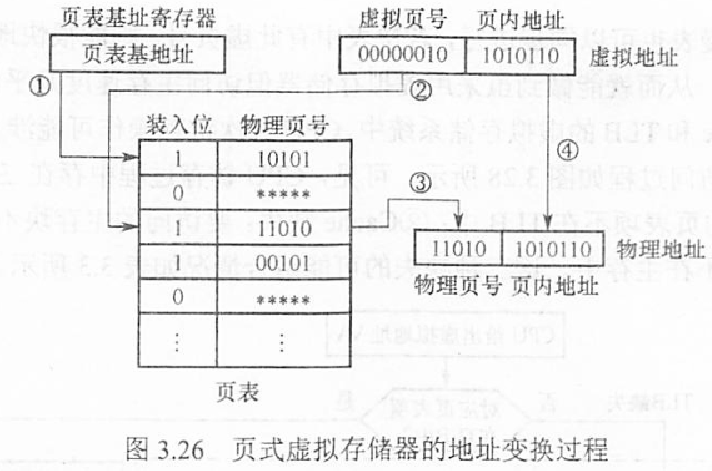 页表基址寄存器
页表基地址
①
虚拟页号 页内地址
00000010 1010110 虚拟地址
②
④
装入位 物理页号
1 10101
0 *****
1 11010
1 00101
0 *****
⋮ ⋮
页表
③
11010 1010110 物理地址
物理页号 页内地址
图 3.26 页式虚拟存储器的地址变换过程